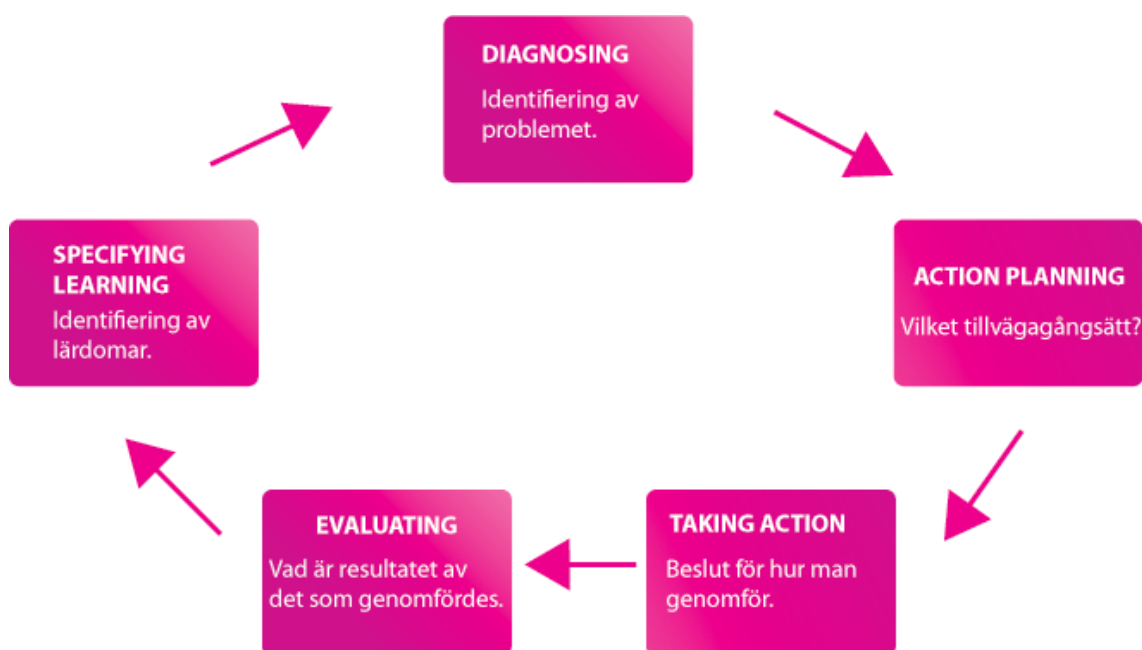 DIAGNOSING
Identifiering av
problemet.
ACTION PLANNING
Vilket tillvägagångsätt?
TAKING ACTION
Beslut för hur man
genomför.
EVALUATING
Vad är resultatet av
det som genomfördes.
SPECIFYING
LEARNING
Identifiering av
lärdomar.